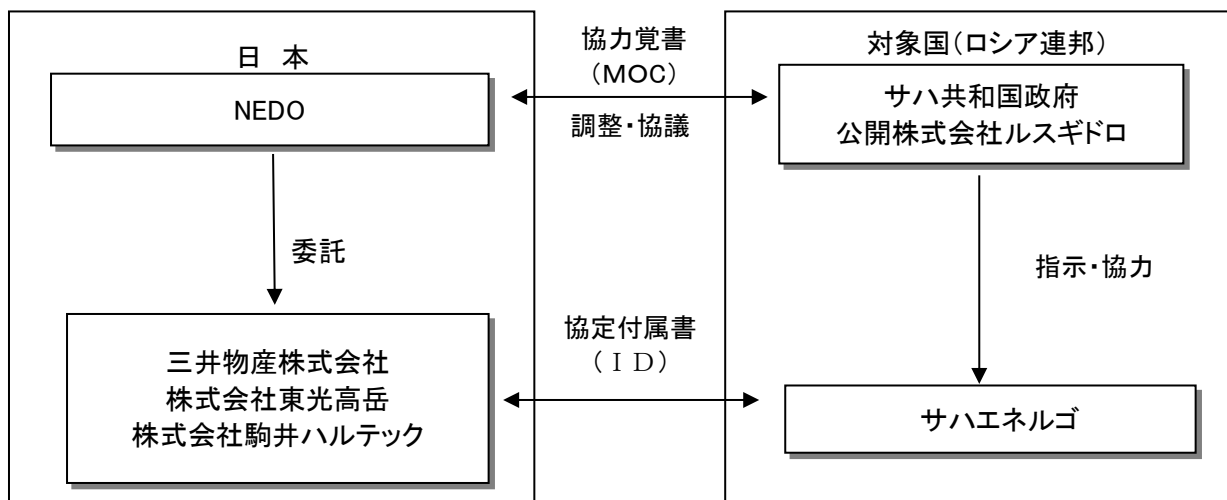 日 本
NEDO
委託
三井物産株式会社
株式会社東光高岳
株式会社駒井ハルテック
協力覚書
(MOC)
調整・協議
協定付属書
(ID)
対象国(ロシア連邦)
サハ共和国政府
公開株式会社ルスギドロ
指示・協力
サハエネルゴ